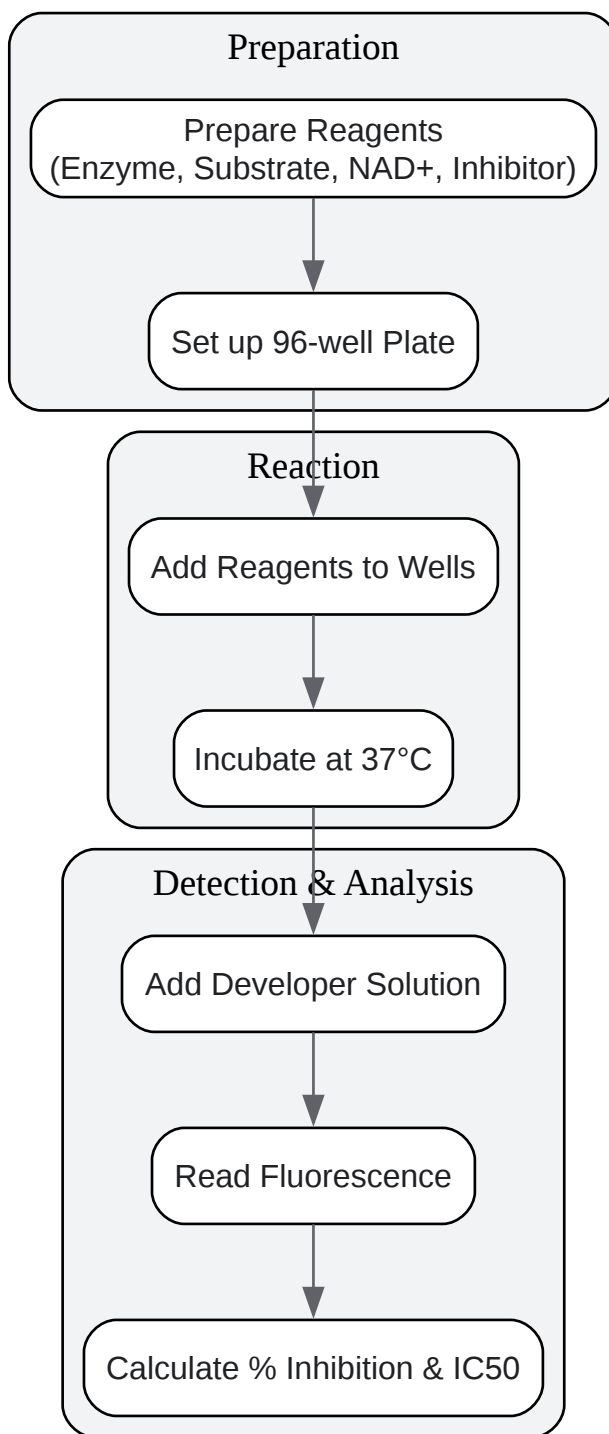 Preparation
Prepare Reagents
(Enzyme, Substrate, NAD+, Inhibitor)
Set up 96-well Plate
Reaction
Add Reagents to Wells
Incubate at 37°C
Detection & Analysis
Add Developer Solution
Read Fluorescence
Calculate % Inhibition & IC50